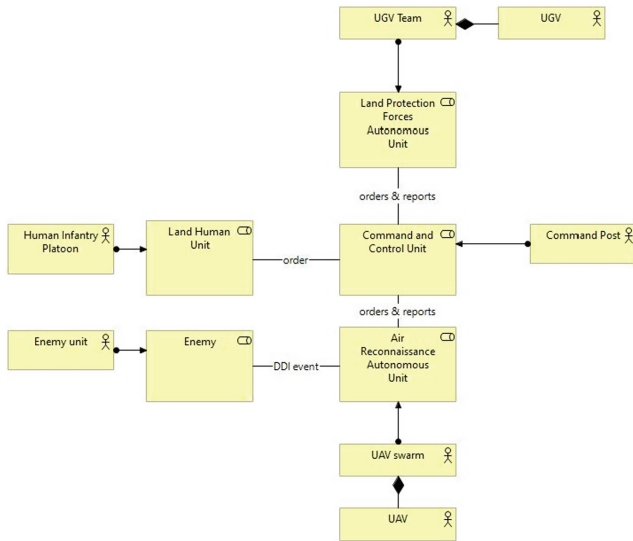 UGV Team
UGV
Land Protection
Forces
Autonomous
Unit
orders & reports
Human Infantry
Platoon
Land Human
Unit
order
Command and
Control Unit
Command Post
orders & reports
Enemy unit
Enemy
DDI event
Air
Reconnaissance
Autonomous
Unit
UAV swarm
UAV